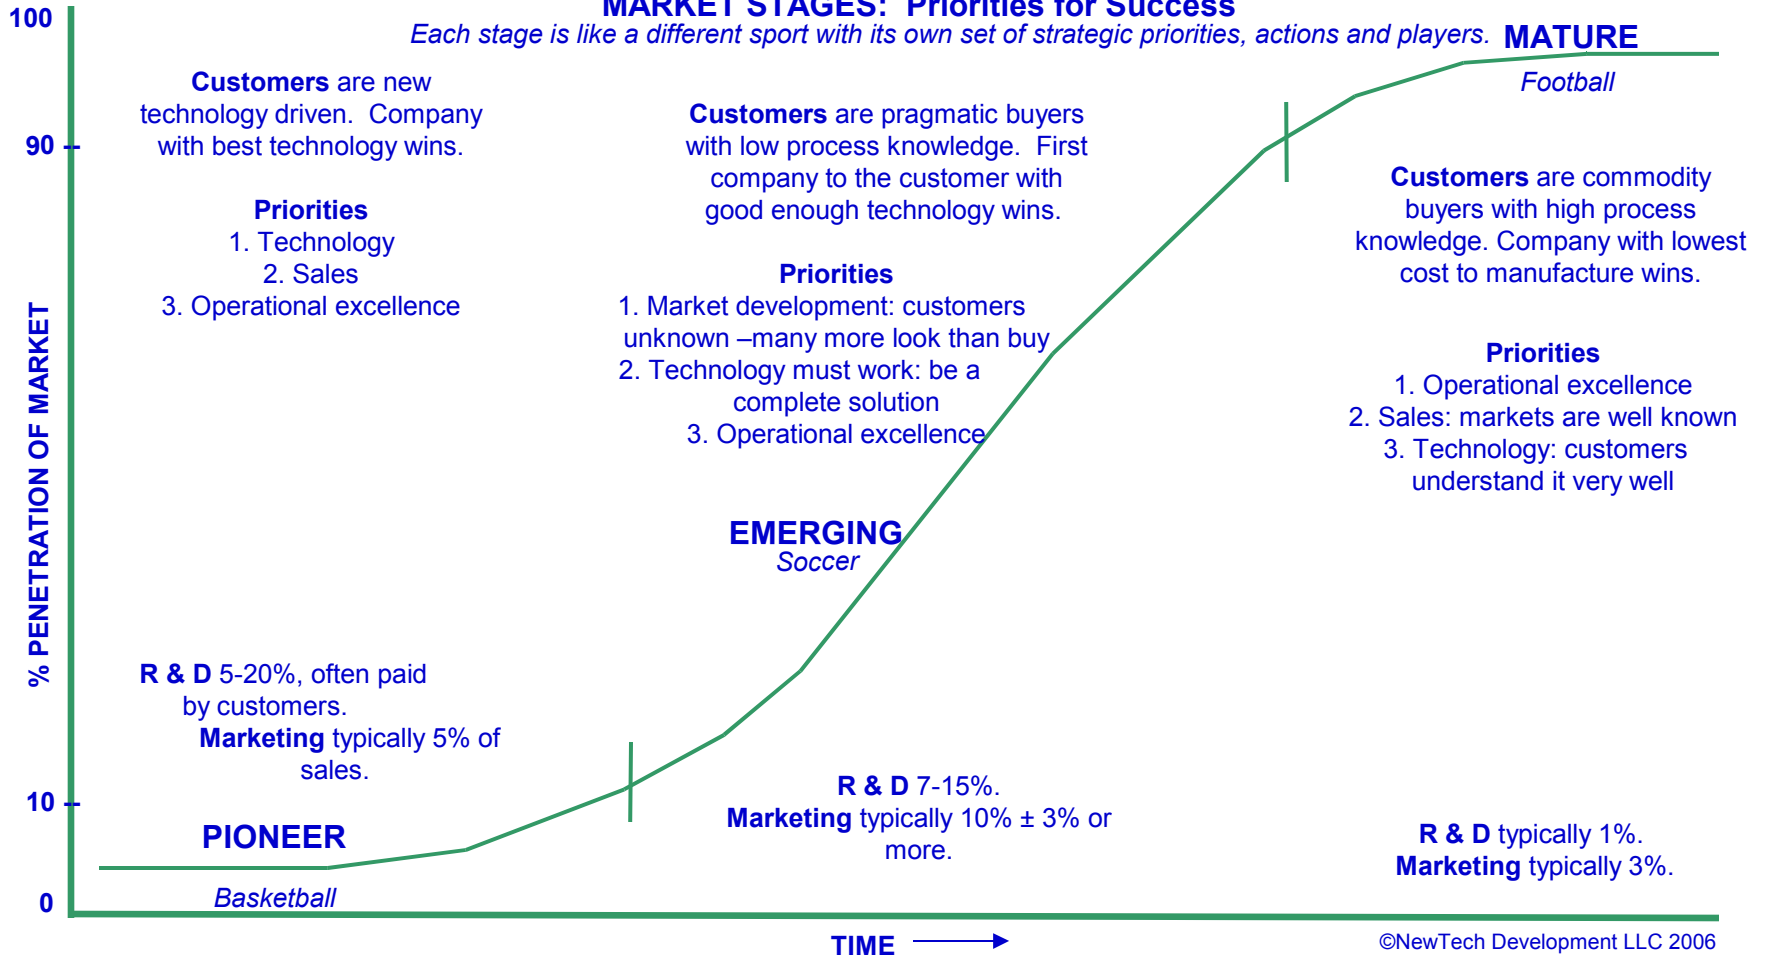 MARKET STAGES: Priorities for Success
Each stage is like a different sport with its own set of strategic priorities, actions and players.
100
90
10
0
% PENETRATION OF MARKET
Customers are new
technology driven. Company
with best technology wins.
Priorities
1. Technology
2. Sales
3. Operational excellence
R & D 5-20%, often paid
by customers.
Marketing typically 5% of
sales.
PIONEER
Basketball
Customers are pragmatic buyers
with low process knowledge. First
company to the customer with
good enough technology wins.
Priorities
1. Market development: customers
unknown –many more look than buy
2. Technology must work: be a
complete solution
3. Operational excellence
EMERGING
Soccer
R & D 7-15%.
Marketing typically 10% ± 3% or
more.
MATURE
Football
Customers are commodity
buyers with high process
knowledge. Company with lowest
cost to manufacture wins.
Priorities
1. Operational excellence
2. Sales: markets are well known
3. Technology: customers
understand it very well
R & D typically 1%.
Marketing typically 3%.
TIME
©NewTech Development LLC 2006